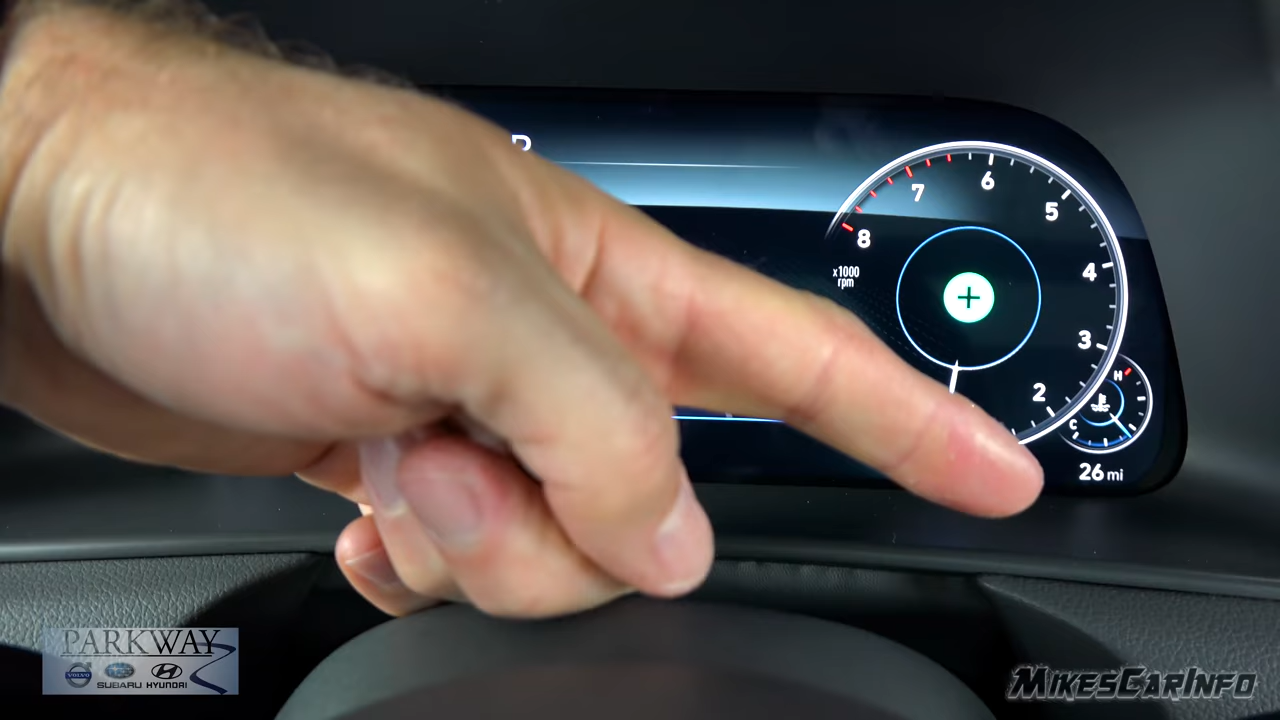 P
7
6
5
8
x1000
rpm
4
3
2
H
C
26 mi
PARKWAY
VOLVO SUBARU HYUNDAI
MIKESCARINFO